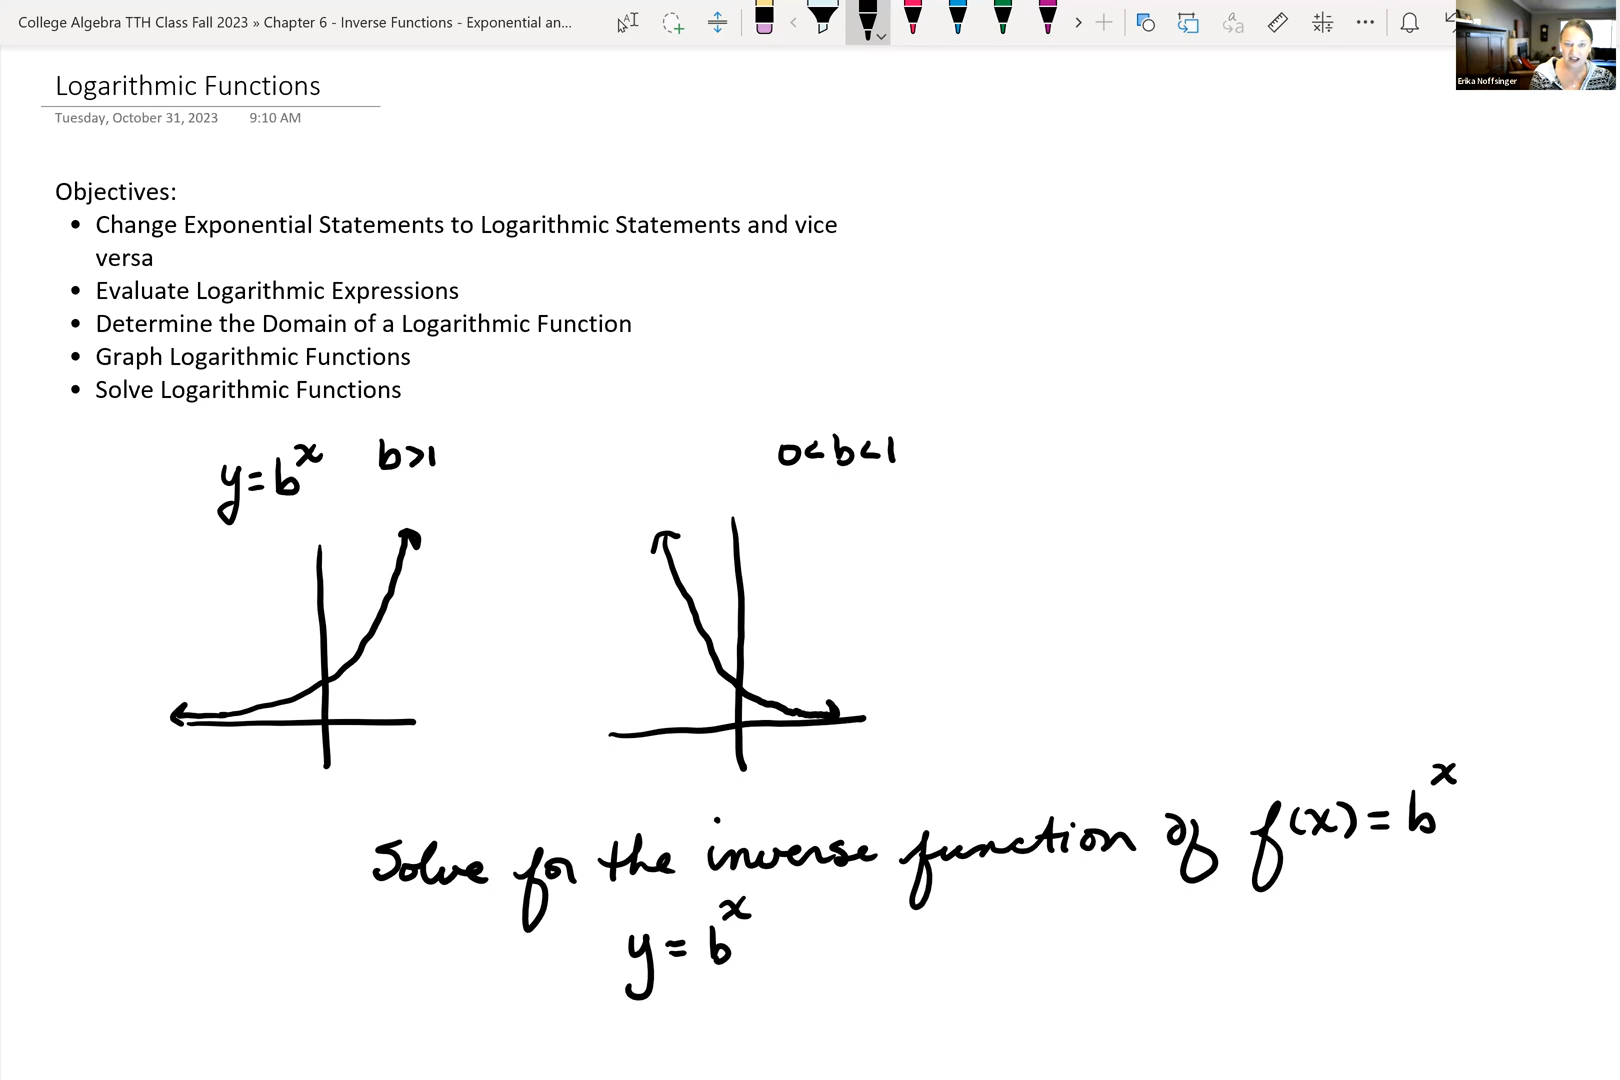 College Algebra TTH Class Fall 2023 » Chapter 6 - Inverse Functions - Exponential an...
Erika Noffsinger
Logarithmic Functions
Tuesday, October 31, 2023 9:10 AM
Objectives:
• Change Exponential Statements to Logarithmic Statements and vice
versa
• Evaluate Logarithmic Expressions
• Determine the Domain of a Logarithmic Function
• Graph Logarithmic Functions
• Solve Logarithmic Functions
y=b^x b>1 0<b<1
Solve for the inverse function of f(x)=b^x
y=b^x